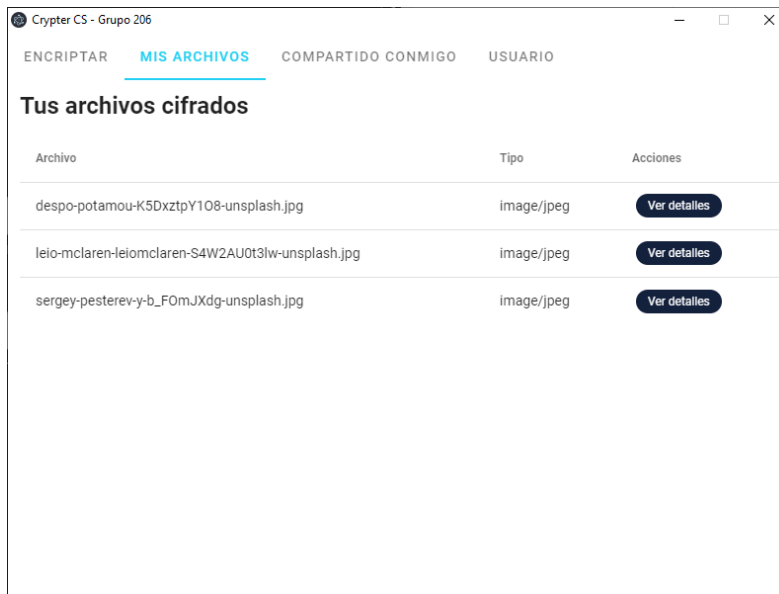 Crypter CS - Grupo 206
ENCRIPTAR MIS ARCHIVOS COMPARTIDO CONMIGO USUARIO
Tus archivos cifrados
Archivo Tipo Acciones
despo-potamou-K5DxztpY1O8-unsplash.jpg image/jpeg Ver detalles
leio-mclaren-leiomclaren-S4W2AU0t3lw-unsplash.jpg image/jpeg Ver detalles
sergey-pesterev-y-b_FOmJXdg-unsplash.jpg image/jpeg Ver detalles